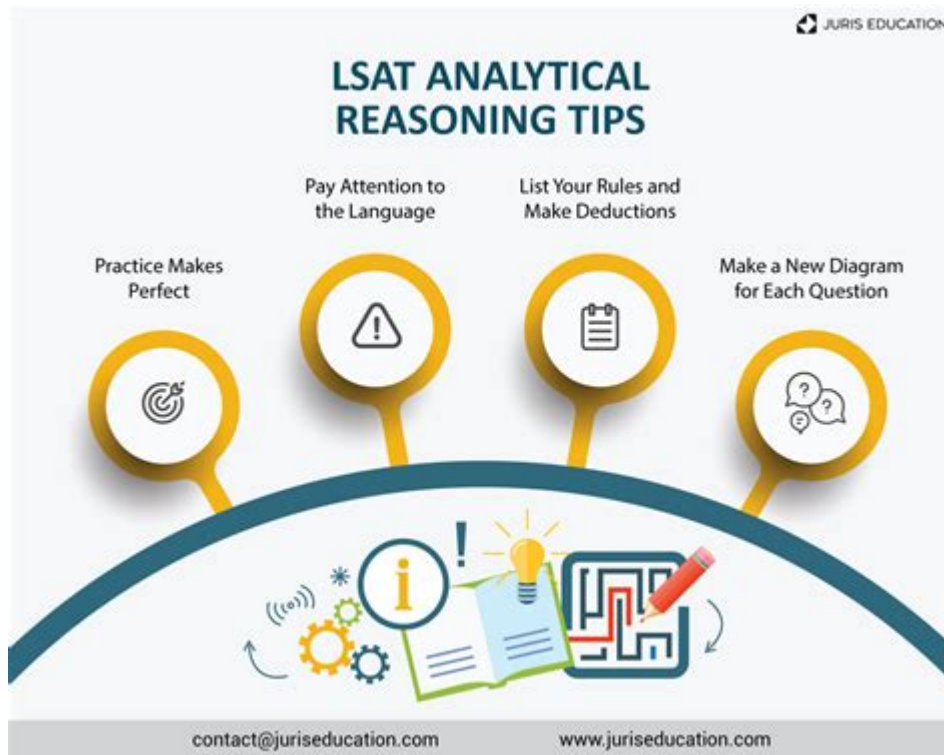 JURIS EDUCATION
LSAT ANALYTICAL
REASONING TIPS
Practice Makes
Perfect
Pay Attention to
the Language
List Your Rules and
Make Deductions
Make a New Diagram
for Each Question
contact@juriseducation.com
www.juriseducation.com